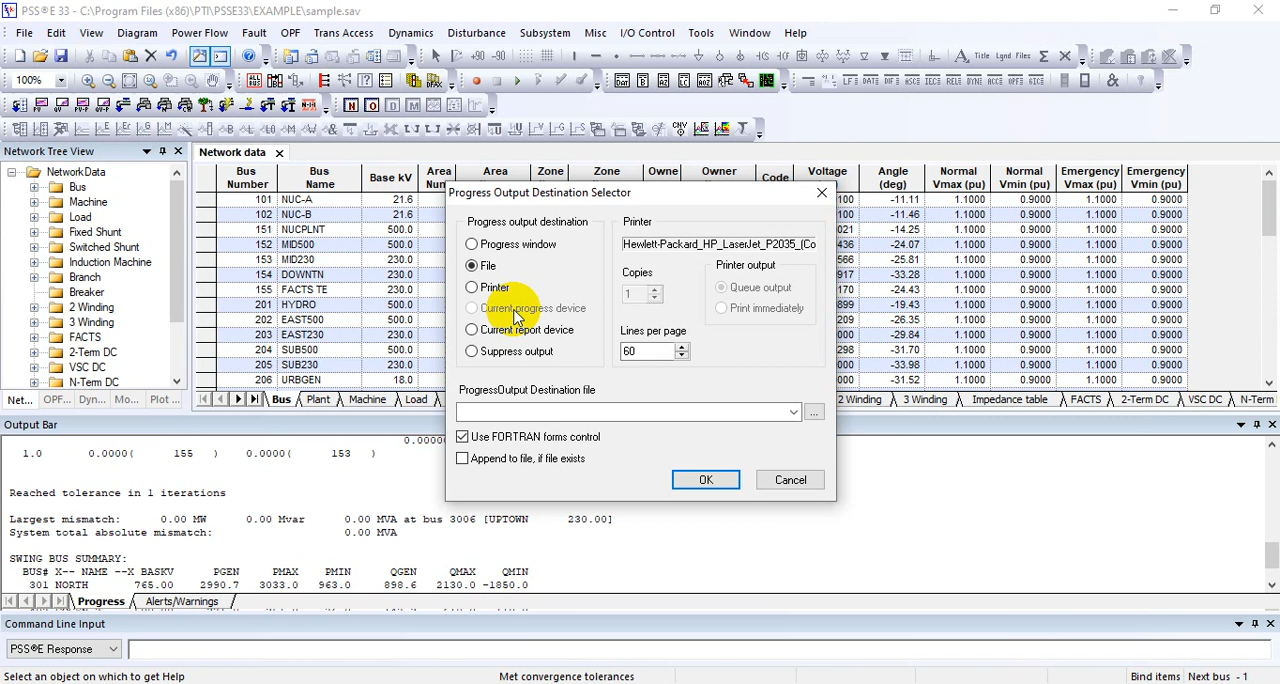 PSS®E 33 - C:\Program Files (x86)\PTI\PSSE33\EXAMPLE\sample.sav
File Edit View Diagram Power Flow Fault OPF Trans Access Dynamics Disturbance Subsystem Misc I/O Control Tools Window Help
100%
Network Tree View
Network data
NetworkData
Bus
Machine
Load
Fixed Shunt
Switched Shunt
Induction Machine
Branch
Breaker
2 Winding
3 Winding
FACTS
2-Term DC
VSC DC
N-Term DC
Net... OPF... Dyn... Mo... Plot ...
Bus Number Bus Name Base kV Area Num Area Zone Zone Owne Owner Code Voltage Angle (deg) Normal Vmax (pu) Normal Vmin (pu) Emergency Vmax (pu) Emergency Vmin (pu)
101 NUC-A 21.6 100 -11.11 1.1000 0.9000 1.1000 0.9000
102 NUC-B 21.6 100 -11.46 1.1000 0.9000 1.1000 0.9000
151 NUCPLNT 500.0 021 -14.25 1.1000 0.9000 1.1000 0.9000
152 MID500 500.0 436 -24.07 1.1000 0.9000 1.1000 0.9000
153 MID230 230.0 566 -25.81 1.1000 0.9000 1.1000 0.9000
154 DOWNTN 230.0 917 -33.28 1.1000 0.9000 1.1000 0.9000
155 FACTS TE 230.0 170 -24.43 1.1000 0.9000 1.1000 0.9000
201 HYDRO 500.0 899 -19.43 1.1000 0.9000 1.1000 0.9000
202 EAST500 500.0 209 -26.35 1.1000 0.9000 1.1000 0.9000
203 EAST230 230.0 000 -29.84 1.1000 0.9000 1.1000 0.9000
204 SUB500 500.0 298 -31.70 1.1000 0.9000 1.1000 0.9000
205 SUB230 230.0 -33.98 1.1000 0.9000 1.1000 0.9000
206 URBGEN 18.0 -31.52 1.1000 0.9000 1.1000 0.9000
Bus Plant Machine Load 2 Winding 3 Winding Impedance table FACTS 2-Term DC VSC DC N-Term
Progress Output Destination Selector
Progress output destination
Progress window
File
Printer
Current progress device
Current report device
Suppress output
Printer
Hewlett-Packard_HP_LaserJet_P2035_(Co
Copies
1
Printer output
Queue output
Print immediately
Lines per page
60
ProgressOutput Destination file
...
Use FORTRAN forms control
Append to file, if file exists
OK Cancel
Output Bar
0.0000
1.0 0.0000( 155 ) 0.0000( 153 )
Reached tolerance in 1 iterations
Largest mismatch: 0.00 MW 0.00 Mvar 0.00 MVA at bus 3006 [UPTOWN 230.00]
System total absolute mismatch: 0.00 MVA
SWING BUS SUMMARY:
BUS# X-- NAME --X BASKV PGEN PMAX PMIN QGEN QMAX QMIN
301 NORTH 765.00 2990.7 3033.0 963.0 898.6 2130.0 -1850.0
Progress Alerts/Warnings
Command Line Input
PSS®E Response
Select an object on which to get Help Met convergence tolerances Bind items Next bus - 1